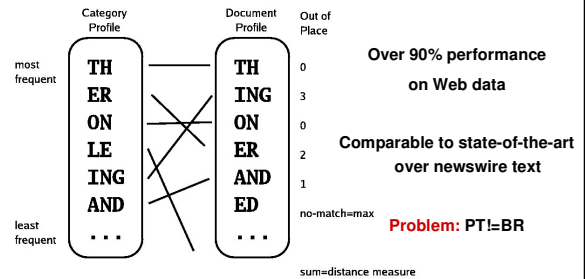 Category
Profile
Document
Profile
Out of
Place
most
frequent
TH
ER
ON
LE
ING
AND
...
least
frequent
TH
ING
ON
ER
AND
ED
...
0
3
0
2
1
no-match=max
sum=distance measure
Over 90% performance
on Web data
Comparable to state-of-the-art
over newswire text
Problem: PT!=BR